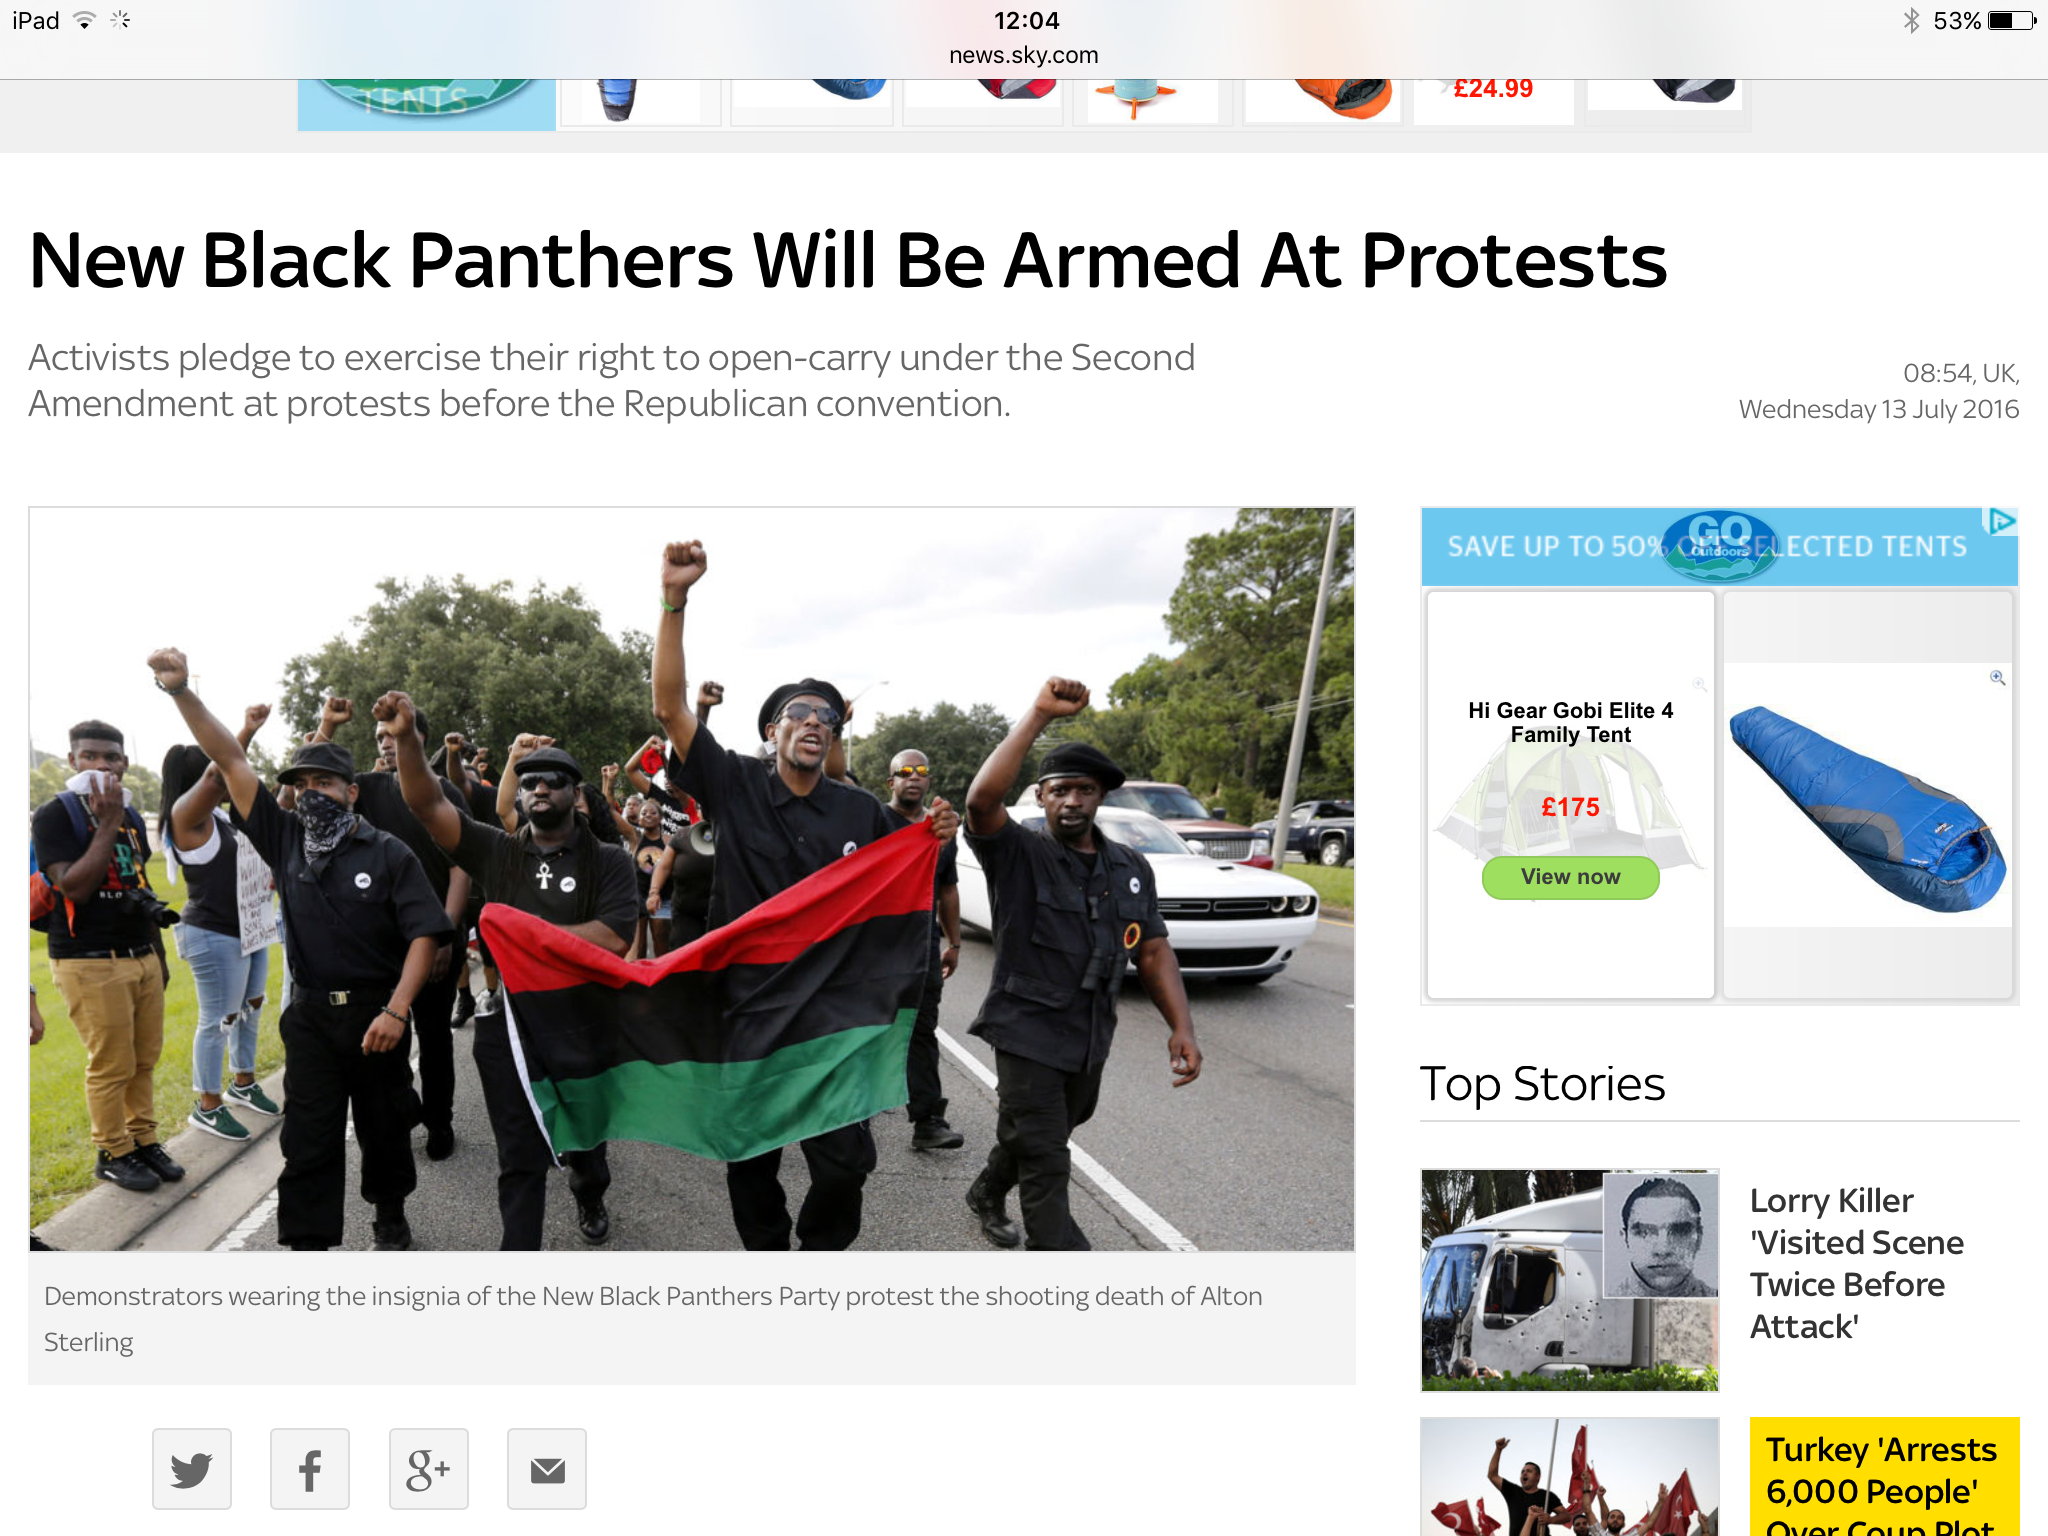 iPad
12:04
53%
news.sky.com
TENTS
£24.99
New Black Panthers Will Be Armed At Protests
Activists pledge to exercise their right to open-carry under the Second
Amendment at protests before the Republican convention.
08:54, UK,
Wednesday 13 July 2016
SAVE UP TO 50% OFF SELECTED TENTS
GO
Outdoors
Hi Gear Gobi Elite 4
Family Tent
£175
View now
Demonstrators wearing the insignia of the New Black Panthers Party protest the shooting death of Alton
Sterling
g+
Top Stories
Lorry Killer
'Visited Scene
Twice Before
Attack'
Turkey 'Arrests
6,000 People'
Over Coup Plot